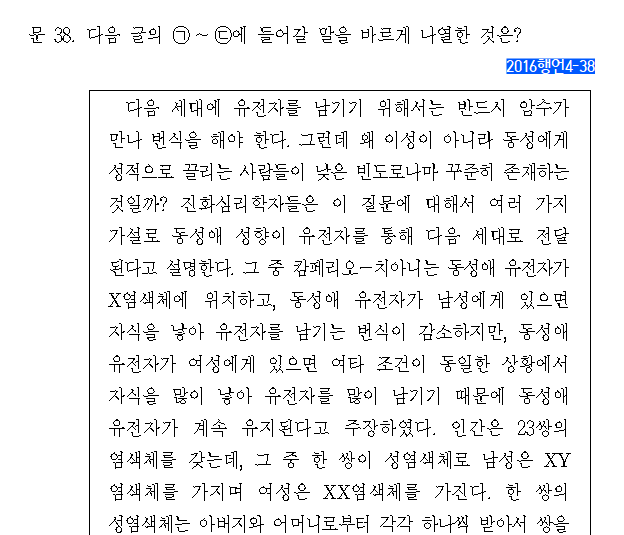 문 38. 다음 글의 ㉠～㉢에 들어갈 말을 바르게 나열한 것은?
2016행언4-38
다음 세대에 유전자를 남기기 위해서는 반드시 암수가
만나 번식을 해야 한다. 그런데 왜 이성이 아니라 동성에게
성적으로 끌리는 사람들이 낮은 빈도로나마 꾸준히 존재하는
것일까? 진화심리학자들은 이 질문에 대해서 여러 가지
가설로 동성애 성향이 유전자를 통해 다음 세대로 전달
된다고 설명한다. 그 중 캄페리오－치아니는 동성애 유전자가
X염색체에 위치하고, 동성애 유전자가 남성에게 있으면
자식을 낳아 유전자를 남기는 번식이 감소하지만, 동성애
유전자가 여성에게 있으면 여타 조건이 동일한 상황에서
자식을 많이 낳아 유전자를 많이 남기기 때문에 동성애
유전자가 계속 유지된다고 주장하였다. 인간은 23쌍의
염색체를 갖는데, 그 중 한 쌍이 성염색체로 남성은 XY
염색체를 가지며 여성은 XX염색체를 가진다. 한 쌍의
성염색체는 아버지와 어머니로부터 각각 하나씩 받아서 쌍을